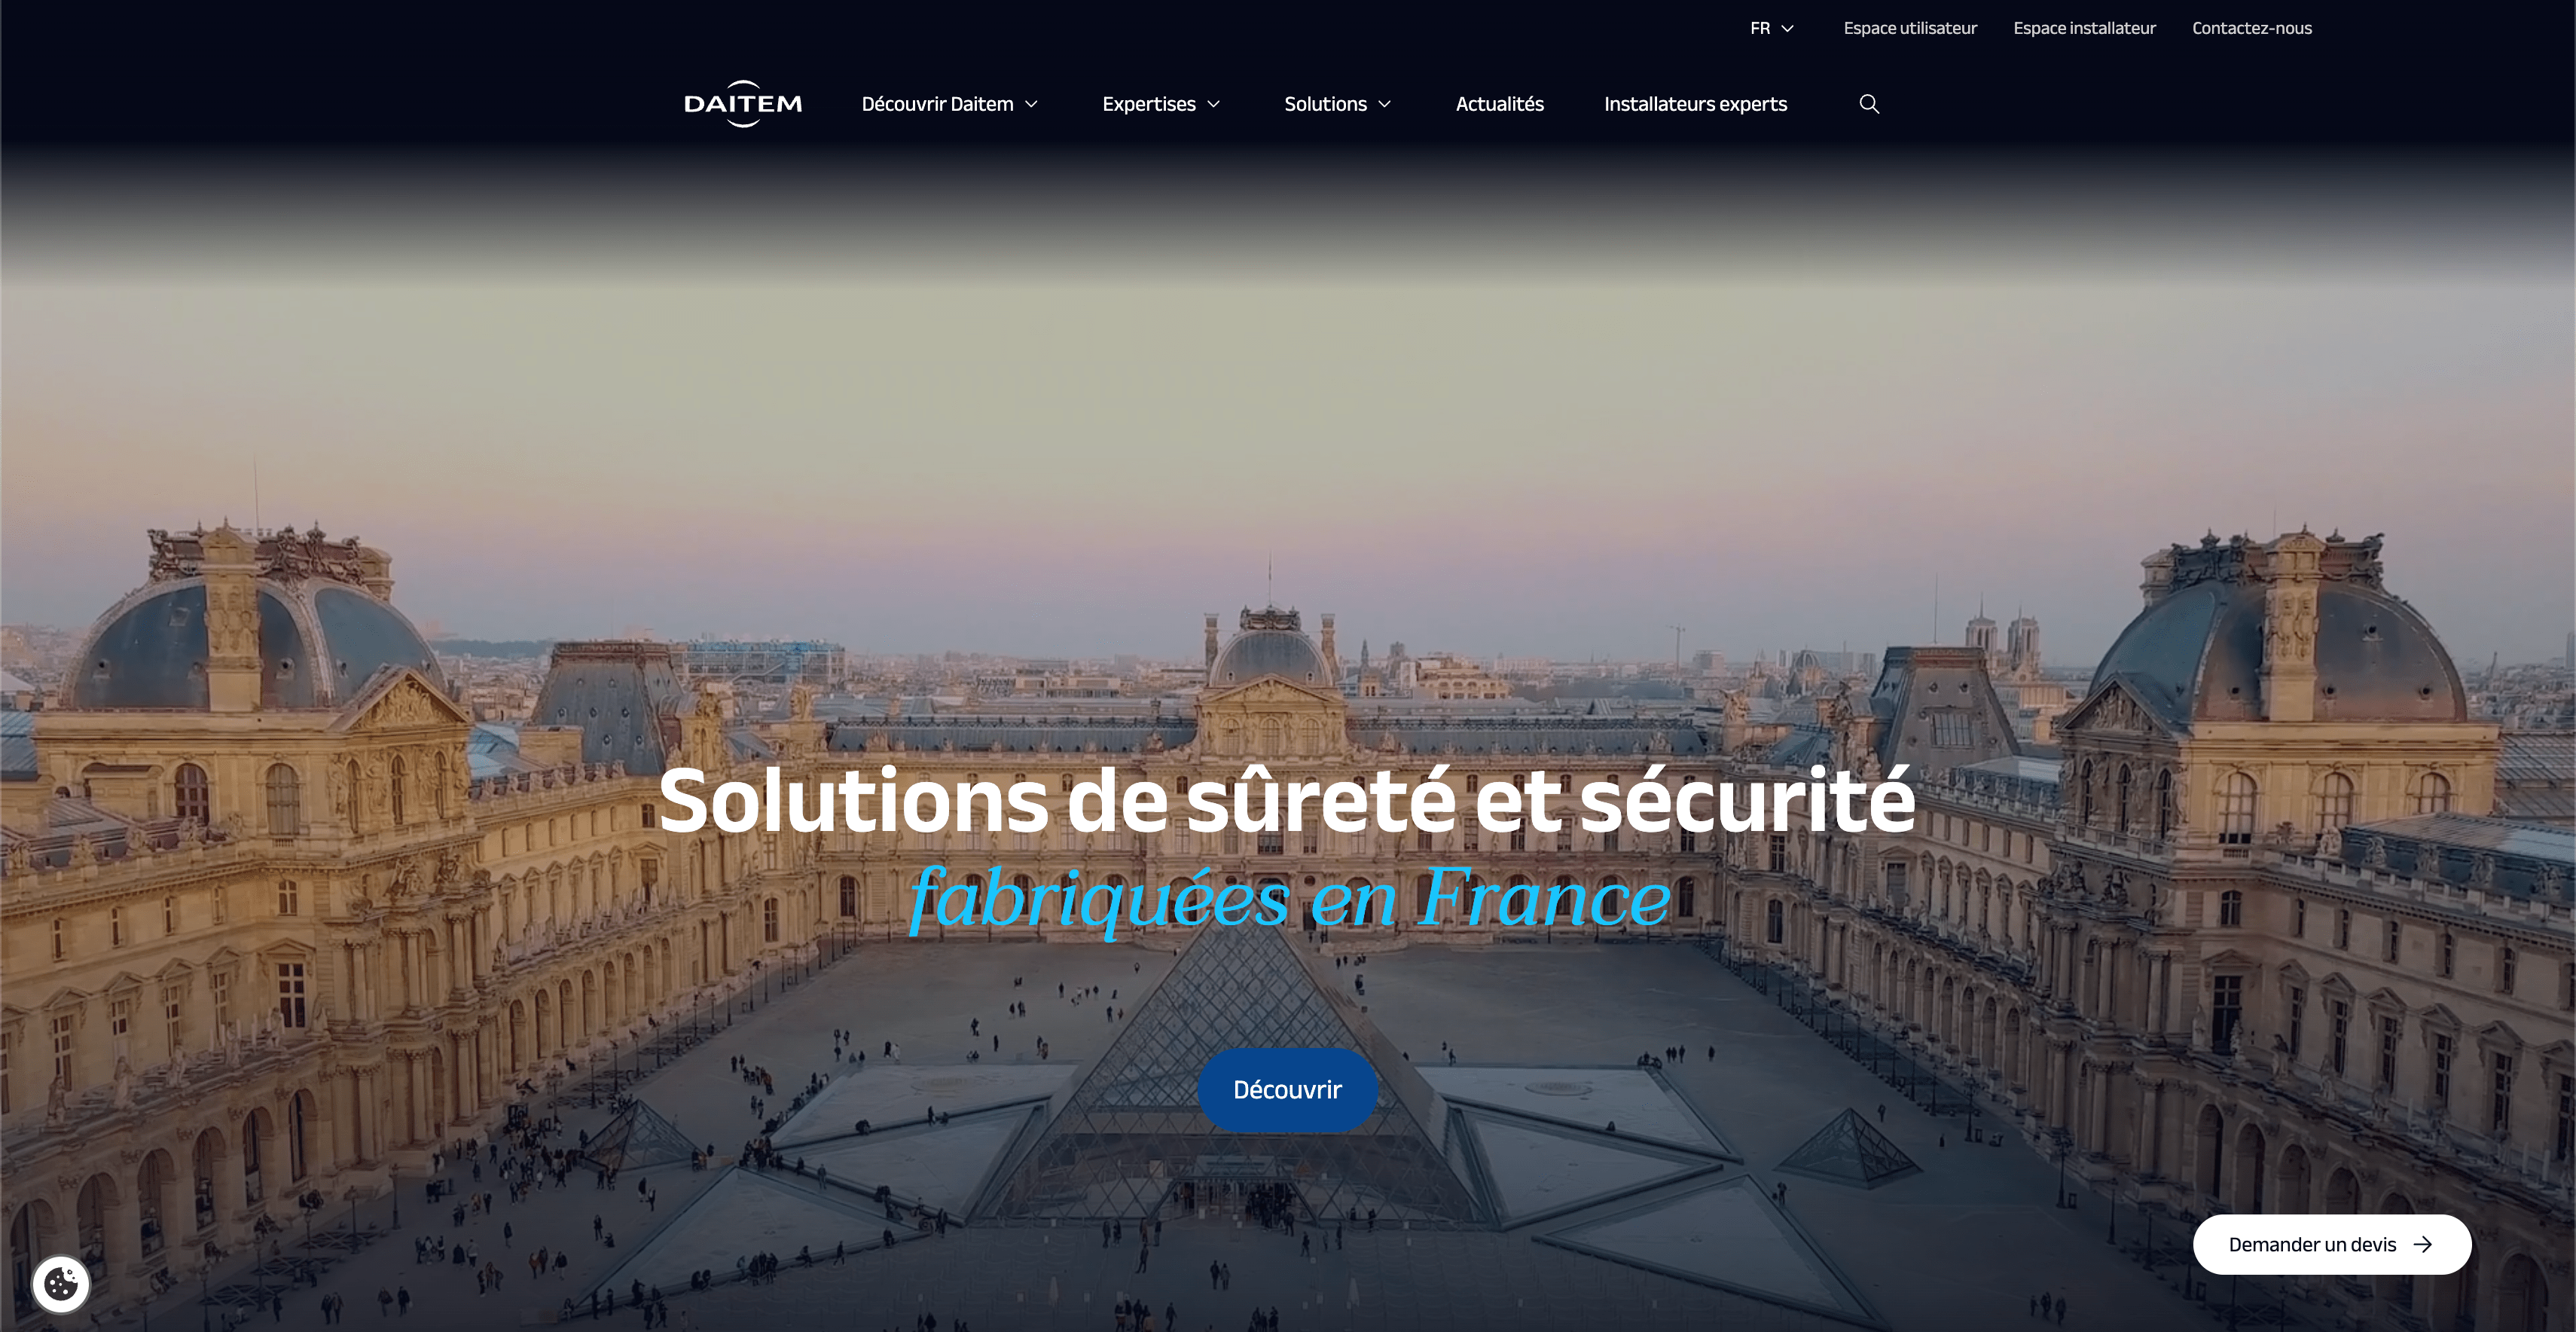 FR Espace utilisateur Espace installateur Contactez-nous
DAITEM Découvrir Daitem Expertises Solutions Actualités Installateurs experts
Solutions de sûreté et sécurité
fabriquées en France
Découvrir
Demander un devis